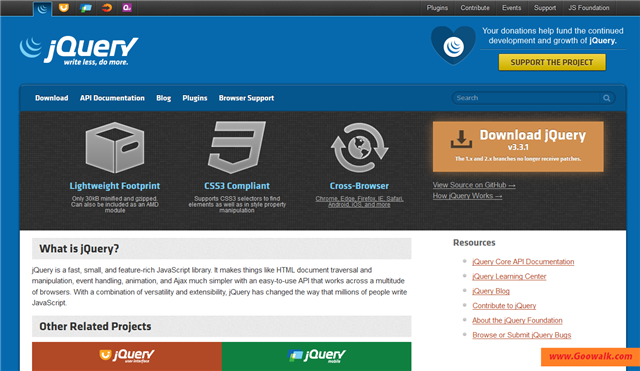 Plugins Contribute Events Support JS Foundation
jQuery
write less, do more.
Your donations help fund the continued
development and growth of jQuery.
SUPPORT THE PROJECT
Download API Documentation Blog Plugins Browser Support
Search
Lightweight Footprint
Only 30kB minified and gzipped.
Can also be included as an AMD
module
CSS3 Compliant
Supports CSS3 selectors to find
elements as well as in style property
manipulation
Cross-Browser
Chrome, Edge, Firefox, IE, Safari,
Android, iOS, and more
Download jQuery
v3.3.1
The 1.x and 2.x branches no longer receive patches.
View Source on GitHub →
How jQuery Works →
What is jQuery?
jQuery is a fast, small, and feature-rich JavaScript library. It makes things like HTML document traversal and
manipulation, event handling, animation, and Ajax much simpler with an easy-to-use API that works across a multitude
of browsers. With a combination of versatility and extensibility, jQuery has changed the way that millions of people write
JavaScript.
Other Related Projects
jQuery
user interface
jQuery
mobile
Resources
jQuery Core API Documentation
jQuery Learning Center
jQuery Blog
Contribute to jQuery
About the jQuery Foundation
Browse or Submit jQuery Bugs
www.Goowalk.com